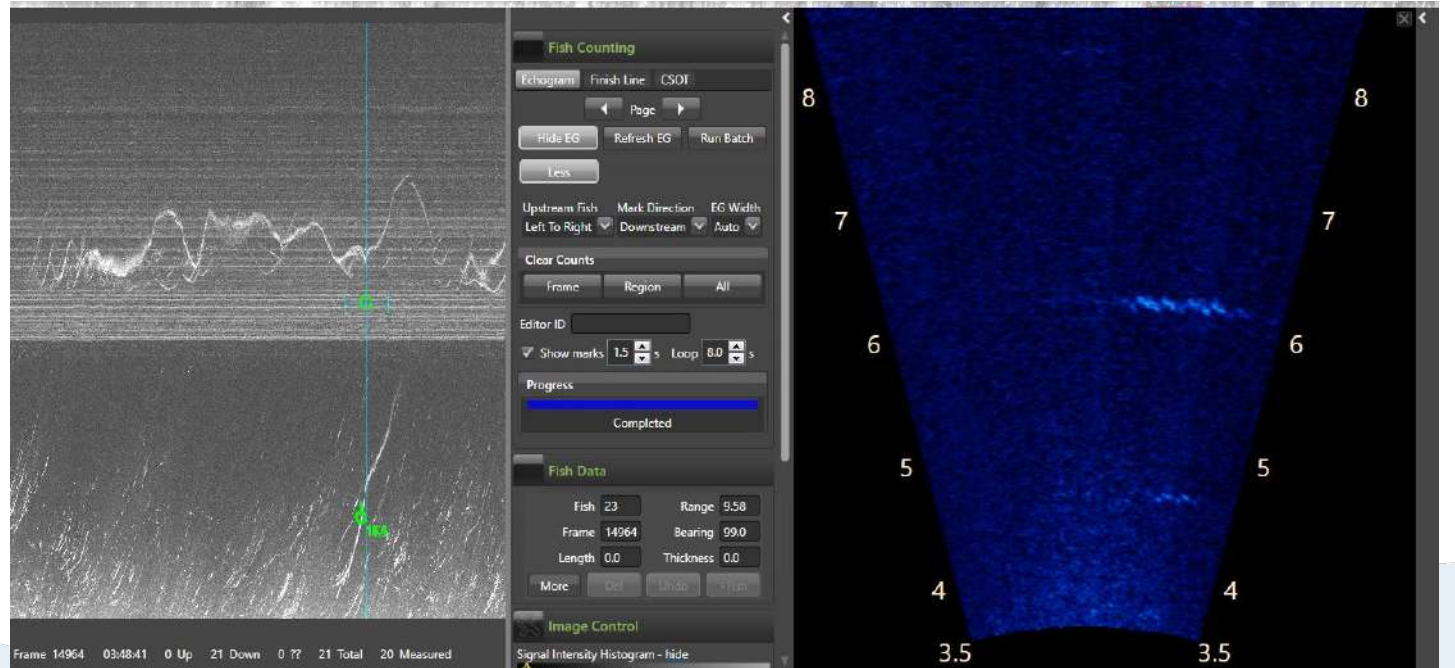 Fish Counting
Echogram Finish Line CSOT
Page
Hide EG Refresh EG Run Batch
Less
Upstream Fish Mark Direction EG Width
Left To Right Downstream Auto
Clear Counts
Frame Region All
Editor ID
Show marks 1.5 s Loop 8.0 s
Progress
Completed
Fish Data
Fish 23 Range 9.58
Frame 14964 Bearing 99.0
Length 0.0 Thickness 0.0
More Del Undo
Image Control
Signal Intensity Histogram - hide
Frame 14964 03:48:41 0 Up 21 Down 0 ?? 21 Total 20 Measured
8 8
7 7
6 6
5 5
4 4
3.5 3.5